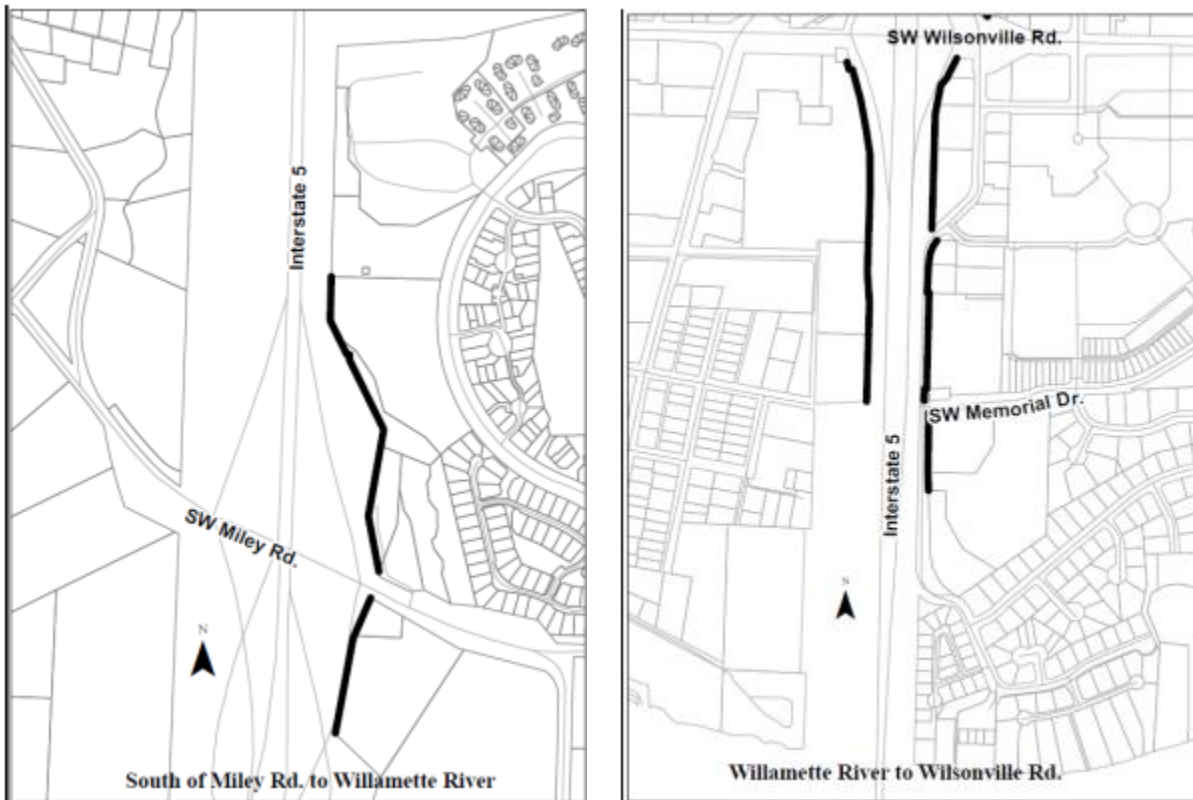 Interstate 5
SW Miley Rd.
N
South of Miley Rd. to Willamette River
SW Wilsonville Rd.
SW Memorial Dr.
Interstate 5
N
Willamette River to Wilsonville Rd.